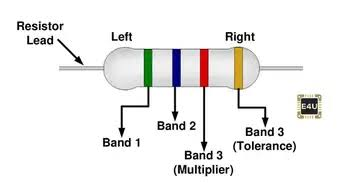 Resistor
Lead
Left
Right
E4U
Band 1
Band 2
Band 3
(Multiplier)
Band 3
(Tolerance)